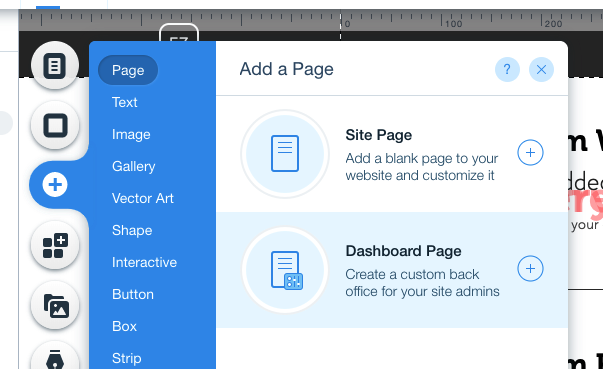 0
100
200
Page
Text
Image
Gallery
Vector Art
Shape
Interactive
Button
Box
Strip
Add a Page
?
Site Page
Add a blank page to your
website and customize it
Dashboard Page
Create a custom back
office for your site admins
m W
dded
your